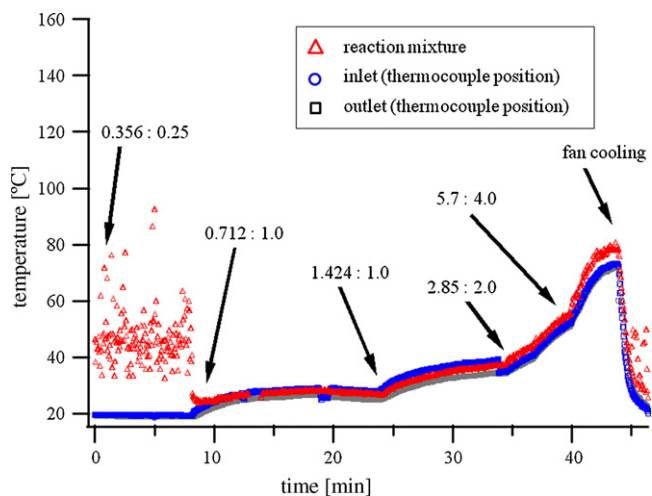 160
140
120
100
80
60
40
20
temperature [°C]
reaction mixture
inlet (thermocouple position)
outlet (thermocouple position)
0.356 : 0.25
0.712 : 1.0
1.424 : 1.0
2.85 : 2.0
5.7 : 4.0
fan cooling
0
10
20
30
40
time [min]